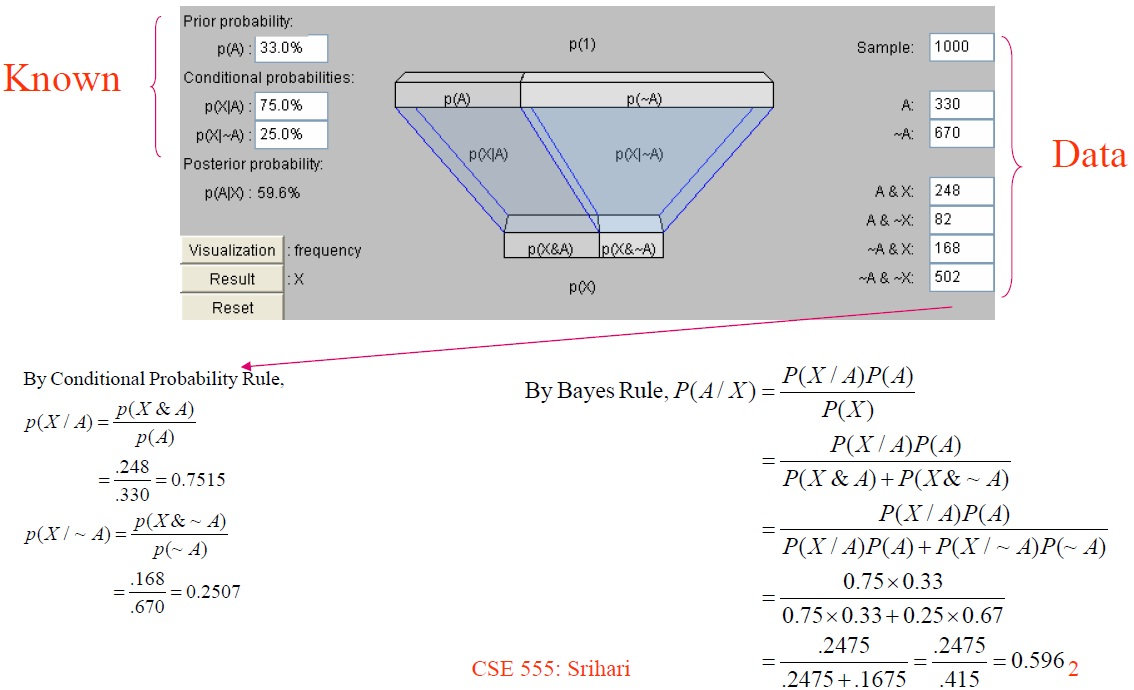 Known
Prior probability:
p(A) : 33.0%
Conditional probabilities:
p(X|A) : 75.0%
p(X|~A) : 25.0%
Posterior probability:
p(A|X) : 59.6%
Visualization : frequency
Result : X
Reset
p(1)
p(A) p(~A)
p(X|A) p(X|~A)
p(X&A) p(X&~A)
p(X)
Sample: 1000
A: 330
~A: 670
A & X: 248
A & ~X: 82
~A & X: 168
~A & ~X: 502
Data
By Conditional Probability Rule,
p(X / A) = p(X & A) / p(A)
= .248 / .330 = 0.7515
p(X / ~ A) = p(X & ~ A) / p(~ A)
= .168 / .670 = 0.2507
By Bayes Rule, P(A / X) = P(X / A)P(A) / P(X)
= P(X / A)P(A) / P(X & A) + P(X & ~ A)
= P(X / A)P(A) / P(X / A)P(A) + P(X / ~ A)P(~ A)
= 0.75 × 0.33 / 0.75 × 0.33 + 0.25 × 0.67
= .2475 / .2475 + .1675 = .2475 / .415 = 0.596
CSE 555: Srihari
2